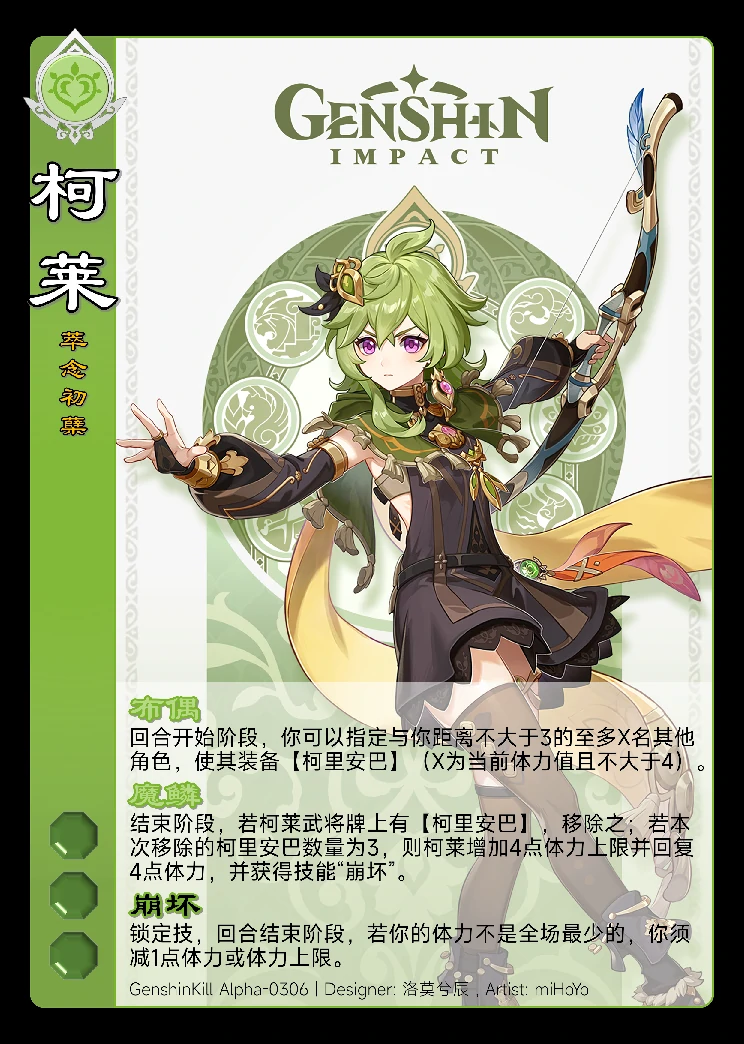 GENSHIN
IMPACT
柯
莱
萃
念
初
蘖
布偶
回合开始阶段，你可以指定与你距离不大于3的至多X名其他
角色，使其装备【柯里安巴】（X为当前体力值且不大于4）。
魔鳞
结束阶段，若柯莱武将牌上有【柯里安巴】，移除之；若本
次移除的柯里安巴数量为3，则柯莱增加4点体力上限并回复
4点体力，并获得技能“崩坏”。
崩坏
锁定技，回合结束阶段，若你的体力不是全场最少的，你须
减1点体力或体力上限。
GenshinKill Alpha-0306 | Designer: 洛莫兮辰 , Artist: miHoYo